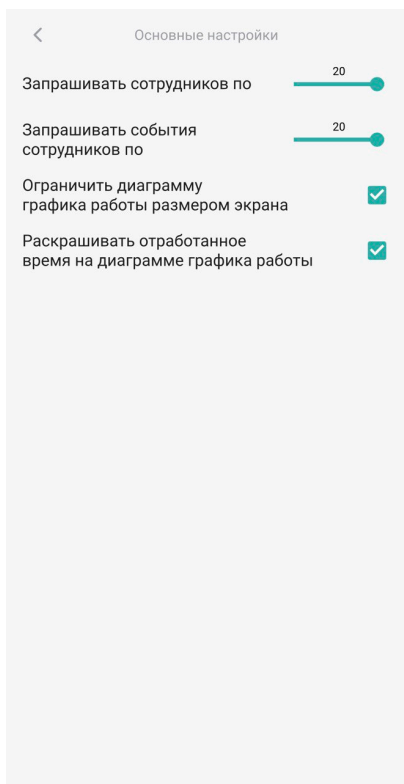 Основные настройки
20
Запрашивать сотрудников по
20
Запрашивать события
сотрудников по
Ограничить диаграмму
графика работы размером экрана
Раскрашивать отработанное
время на диаграмме графика работы